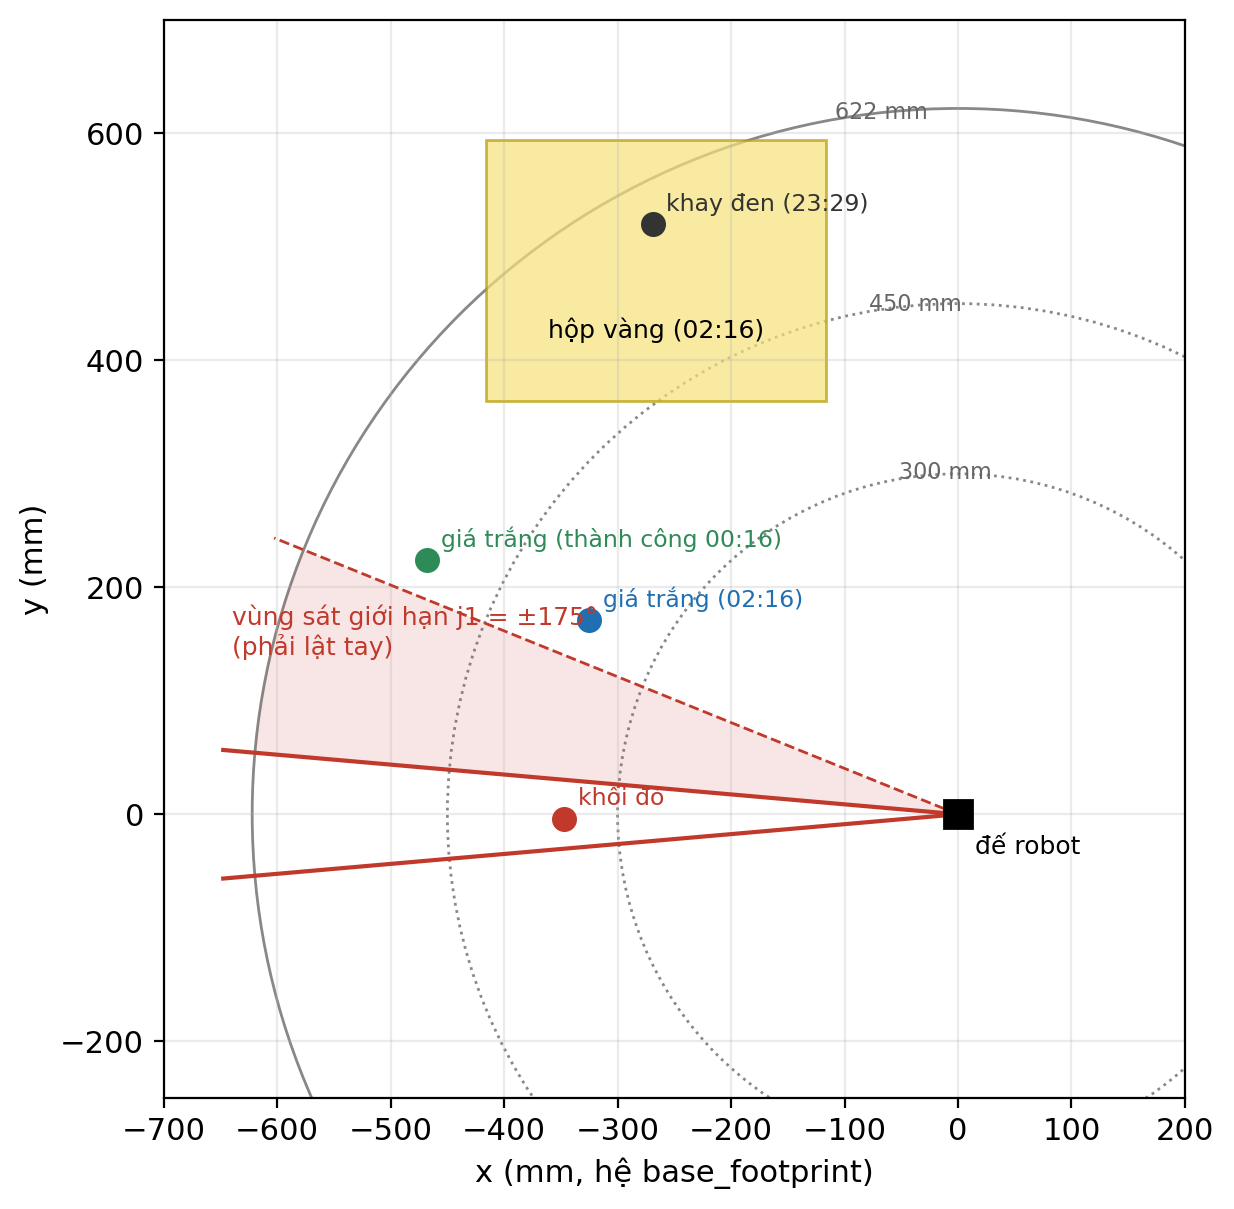 622 mm
600
khay đen (23:29)
450 mm
hộp vàng (02:16)
400
300 mm
giá trắng (thành công 00:16)
giá trắng (02:16)
200
vùng sát giới hạn j1 = ±175°
(phải lật tay)
khối đỏ
0
đế robot
−200
−700 −600 −500 −400 −300 −200 −100 0 100 200
x (mm, hệ base_footprint)
y (mm)